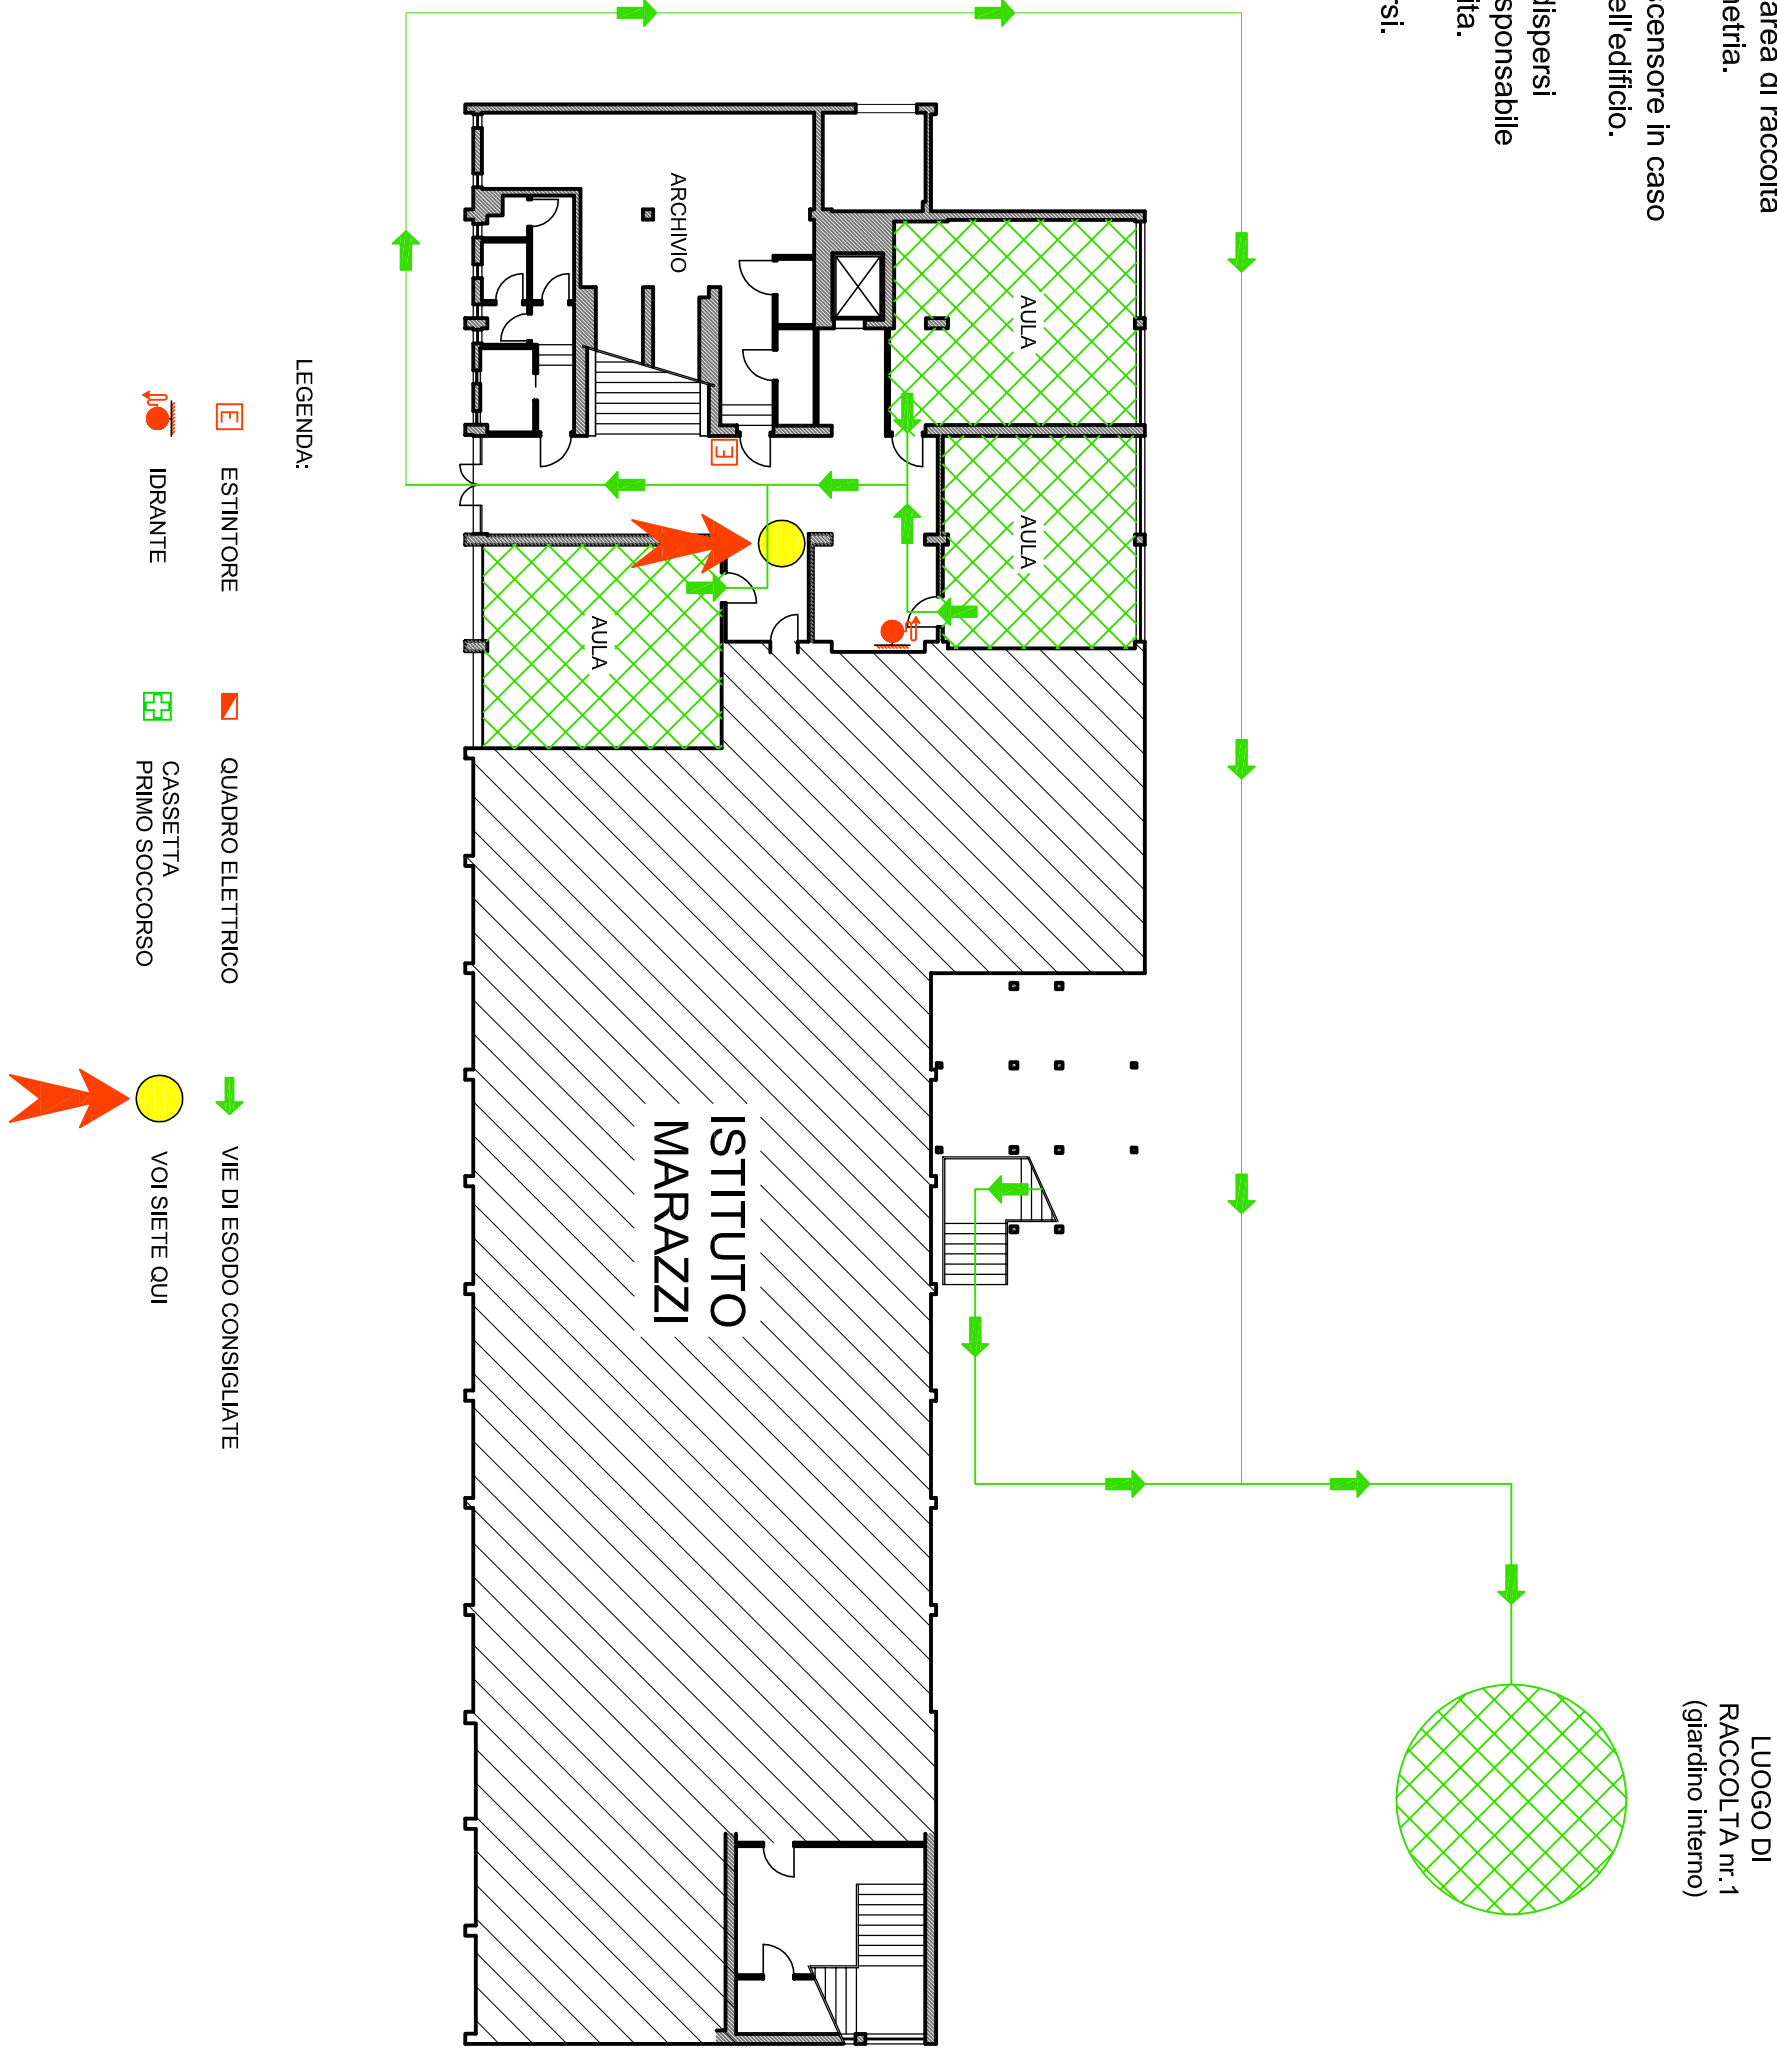 area di raccolta
metria.
scensore in caso
ell'edificio.
dispersi
sponsabile
ita.
rsi.
LUOGO DI
RACCOLTA nr.1
(giardino interno)
AULA
AULA
ARCHIVIO
AULA
ISTITUTO
MARAZZI
E
LEGENDA:
E ESTINTORE
QUADRO ELETTRICO
VIE DI ESODO CONSIGLIATE
IDRANTE
CASSETTA
PRIMO SOCCORSO
VOI SIETE QUI